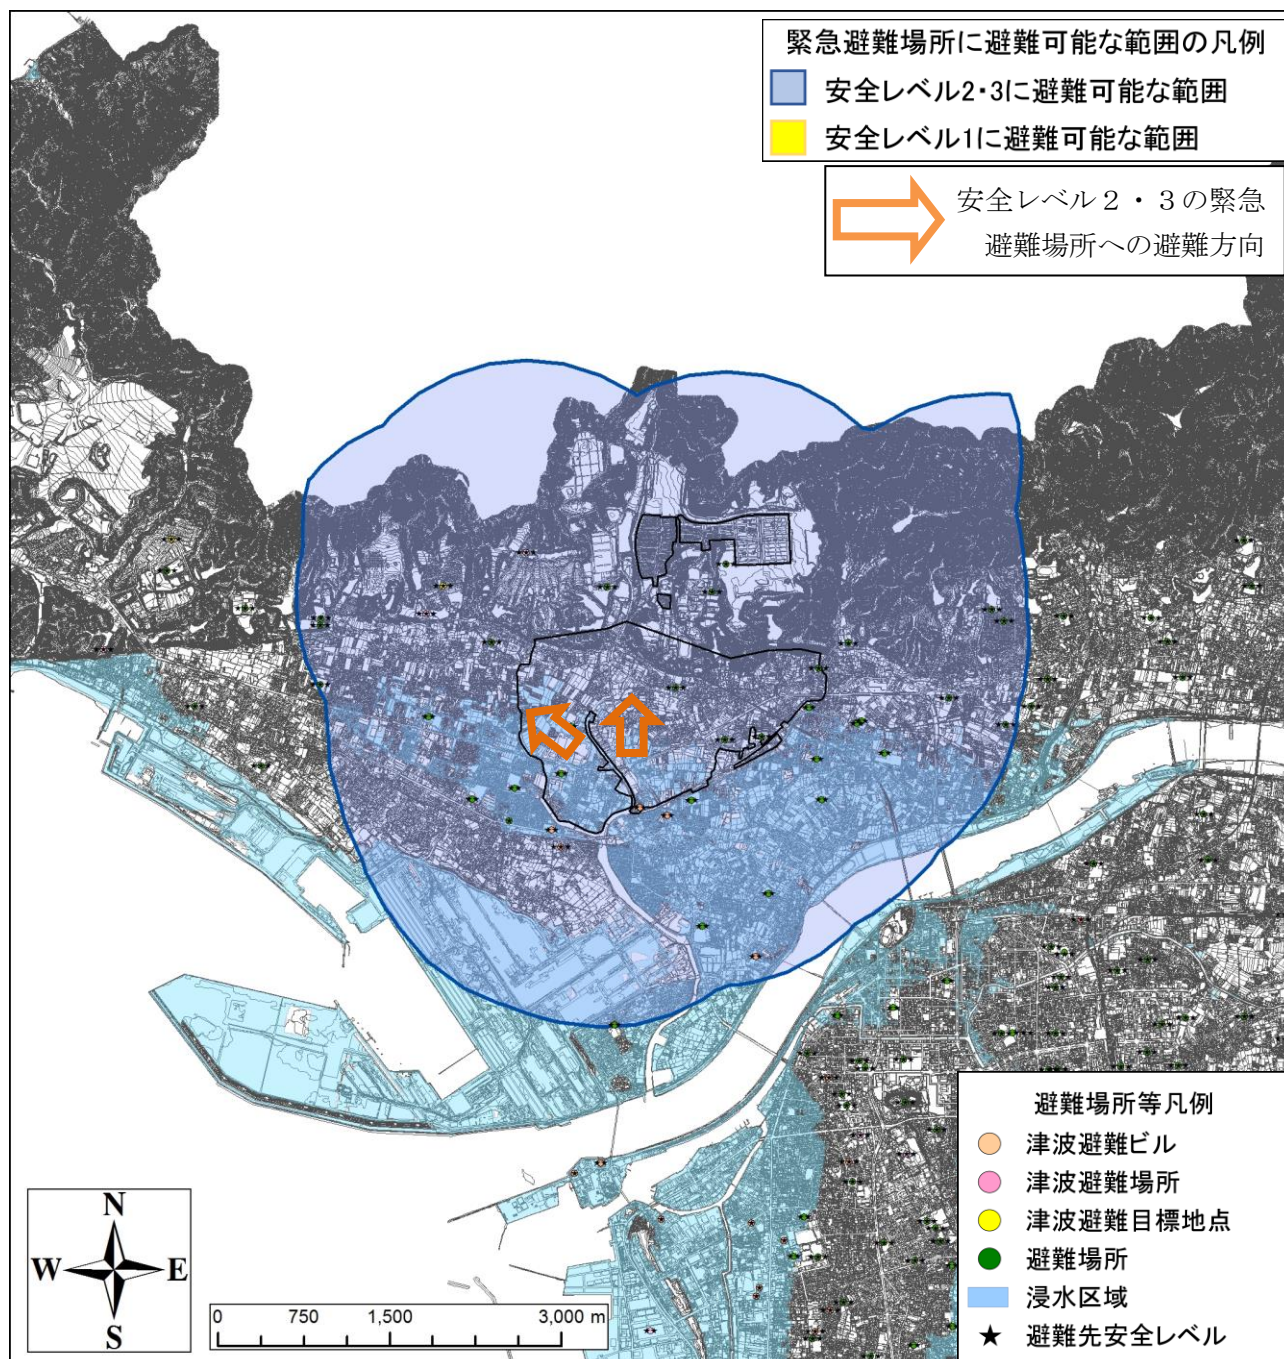 緊急避難場所に避難可能な範囲の凡例
安全レベル2・3に避難可能な範囲
安全レベル1に避難可能な範囲
安全レベル２・３の緊急
避難場所への避難方向
避難場所等凡例
津波避難ビル
津波避難場所
津波避難目標地点
避難場所
浸水区域
★ 避難先安全レベル
N
W E
S
0 750 1,500 3,000 m